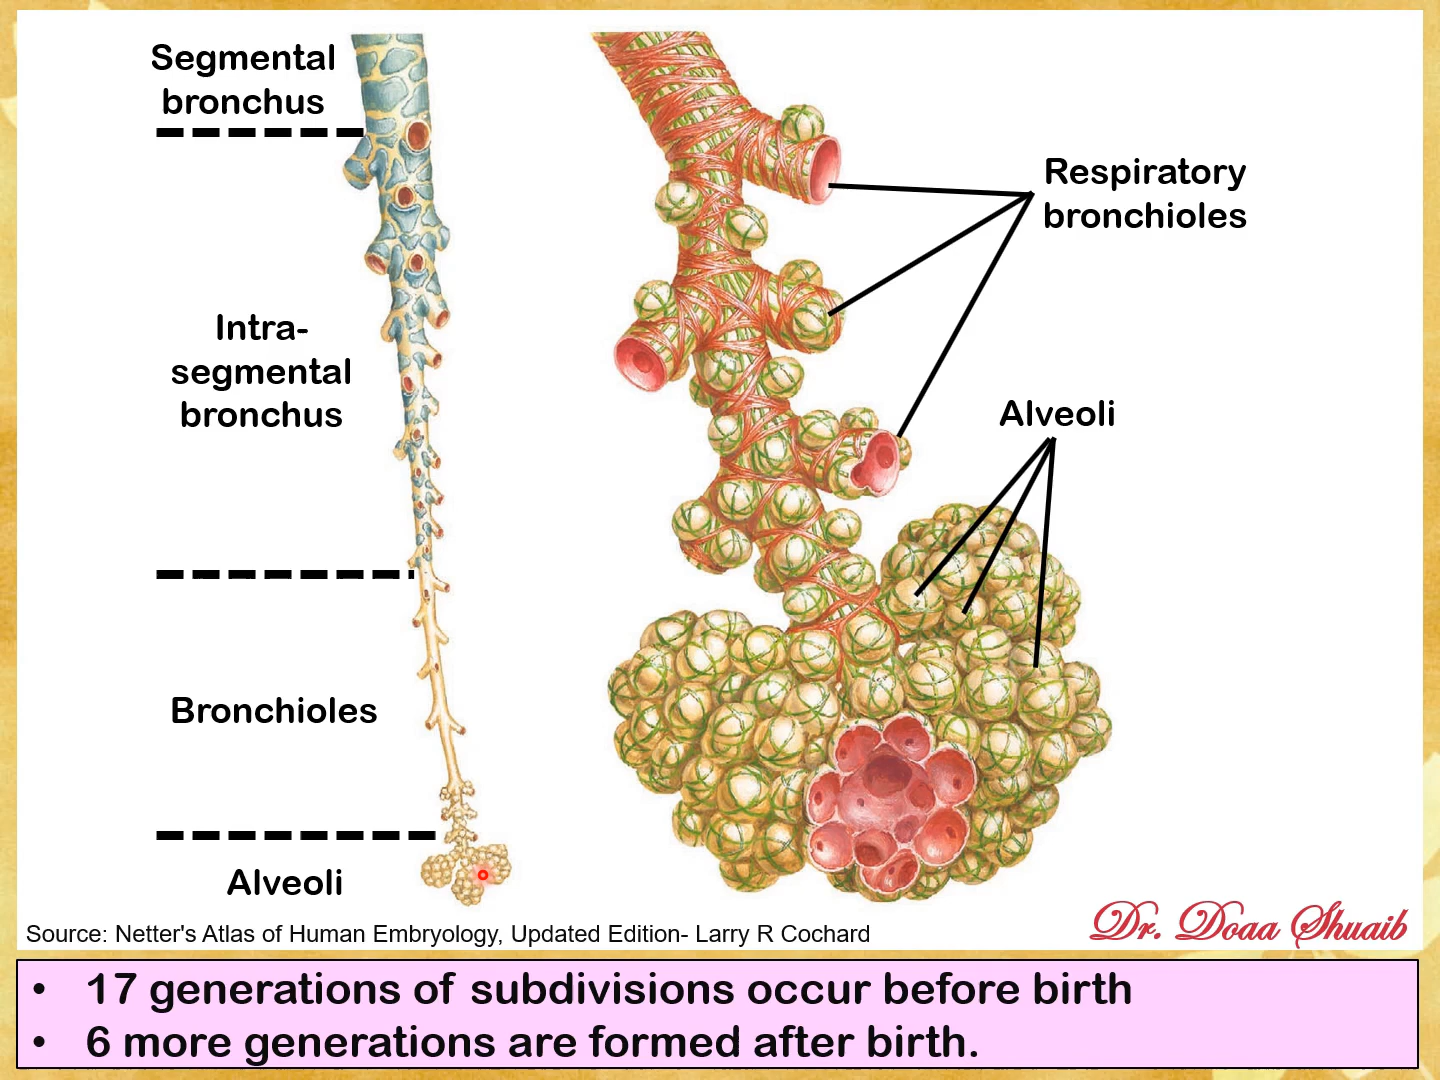 Segmental
bronchus
Intra-
segmental
bronchus
Bronchioles
Alveoli
Respiratory
bronchioles
Alveoli
Source: Netter's Atlas of Human Embryology, Updated Edition- Larry R Cochard
Dr. Doaa Shuaib
• 17 generations of subdivisions occur before birth
• 6 more generations are formed after birth.